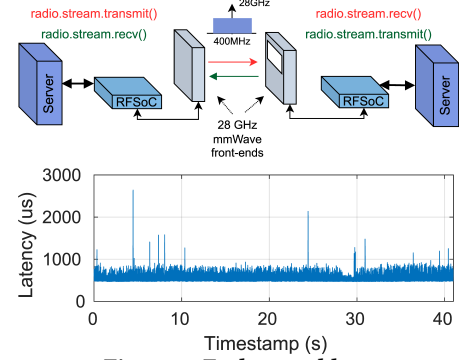 28GHz
radio.stream.transmit()
radio.stream.recv()
radio.stream.recv()
radio.stream.transmit()
400MHz
Server
RFSoC
RFSoC
Server
28 GHz
mmWave
front-ends
Latency (us)
3000
2000
1000
0
0
10
20
30
40
Timestamp (s)